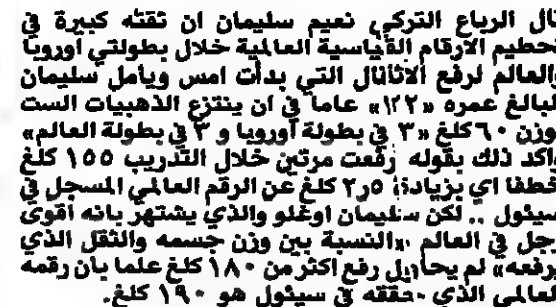 قال الرباع التركي نعيم سليمان ان ثقته كبيرة في
تحطيم الارقام القياسية العالمية خلال بطولتي اوروبا
والعالم لرفع الاثقال التي بدأت امس ويأمل سليمان
البالغ عمره «٢٢» عاما في ان ينتزع الذهبيات الست
وزن ٦٠ كلغ «٣ في بطولة أوروبا و ٣ في بطولة العالم»
واكد ذلك بقوله رفعت مرتين خلال التدريب ١٥٥ كلغ
خطفا اي بزيادة ٢٫٥ كلغ عن الرقم العالمي المسجل في
سيئول .. لكن سليمان اوغلو والذي يشتهر بانه أقوى
رجل في العالم «النسبة بين وزن جسمه والثقل الذي
يرفعه» لم يحاول رفع اكثر من ١٨٠ كلغ علما بان رقمه
العالمي الذي حققه في سيئول هو ١٩٠ كلغ.